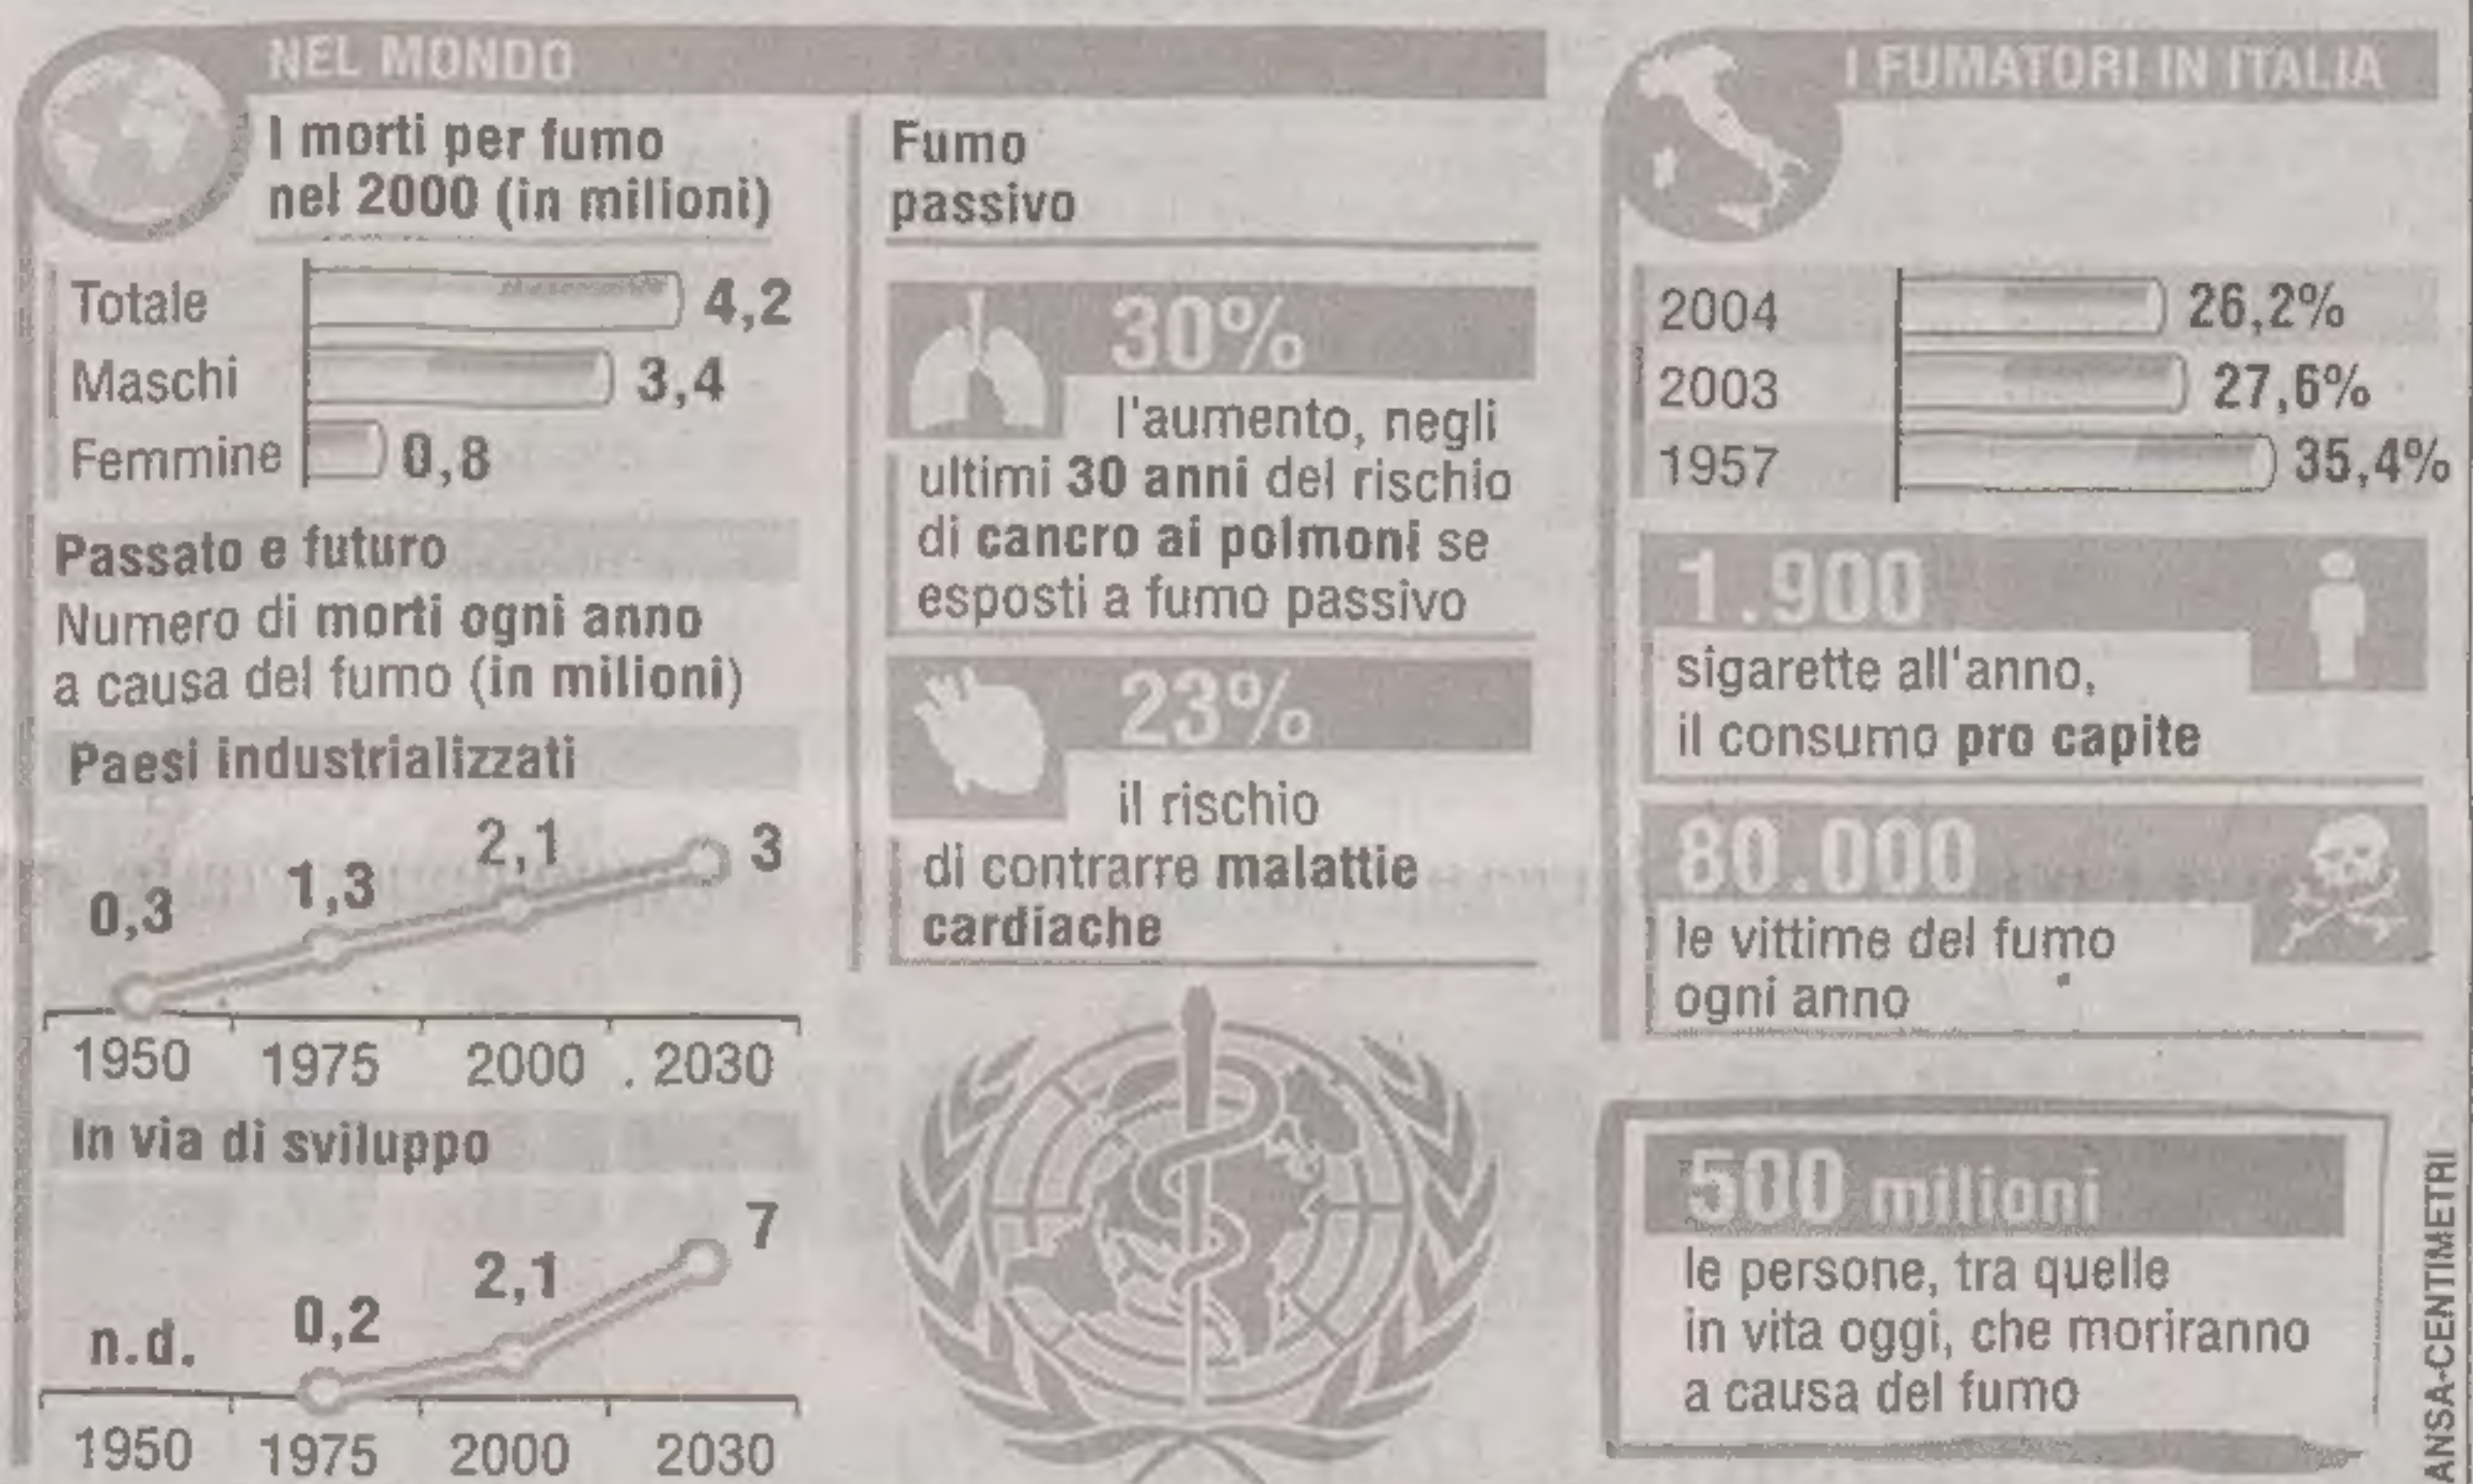 NEL MONDO
I morti per fumo
nel 2000 (in milioni)
Totale 4,2
Maschi 3,4
Femmine 0,8
Passato e futuro
Numero di morti ogni anno
a causa del fumo (in milioni)
Paesi industrializzati
0,3 1,3 2,1 3
1950 1975 2000 2030
In via di sviluppo
n.d. 0,2 2,1 7
1950 1975 2000 2030
Fumo
passivo
30%
l'aumento, negli
ultimi 30 anni del rischio
di cancro ai polmoni se
esposti a fumo passivo
23%
il rischio
di contrarre malattie
cardiache
I FUMATORI IN ITALIA
2004 26,2%
2003 27,6%
1957 35,4%
1.900
sigarette all'anno,
il consumo pro capite
80.000
le vittime del fumo
ogni anno
500 milioni
le persone, tra quelle
in vita oggi, che moriranno
a causa del fumo
ANSA-CENTIMETRI